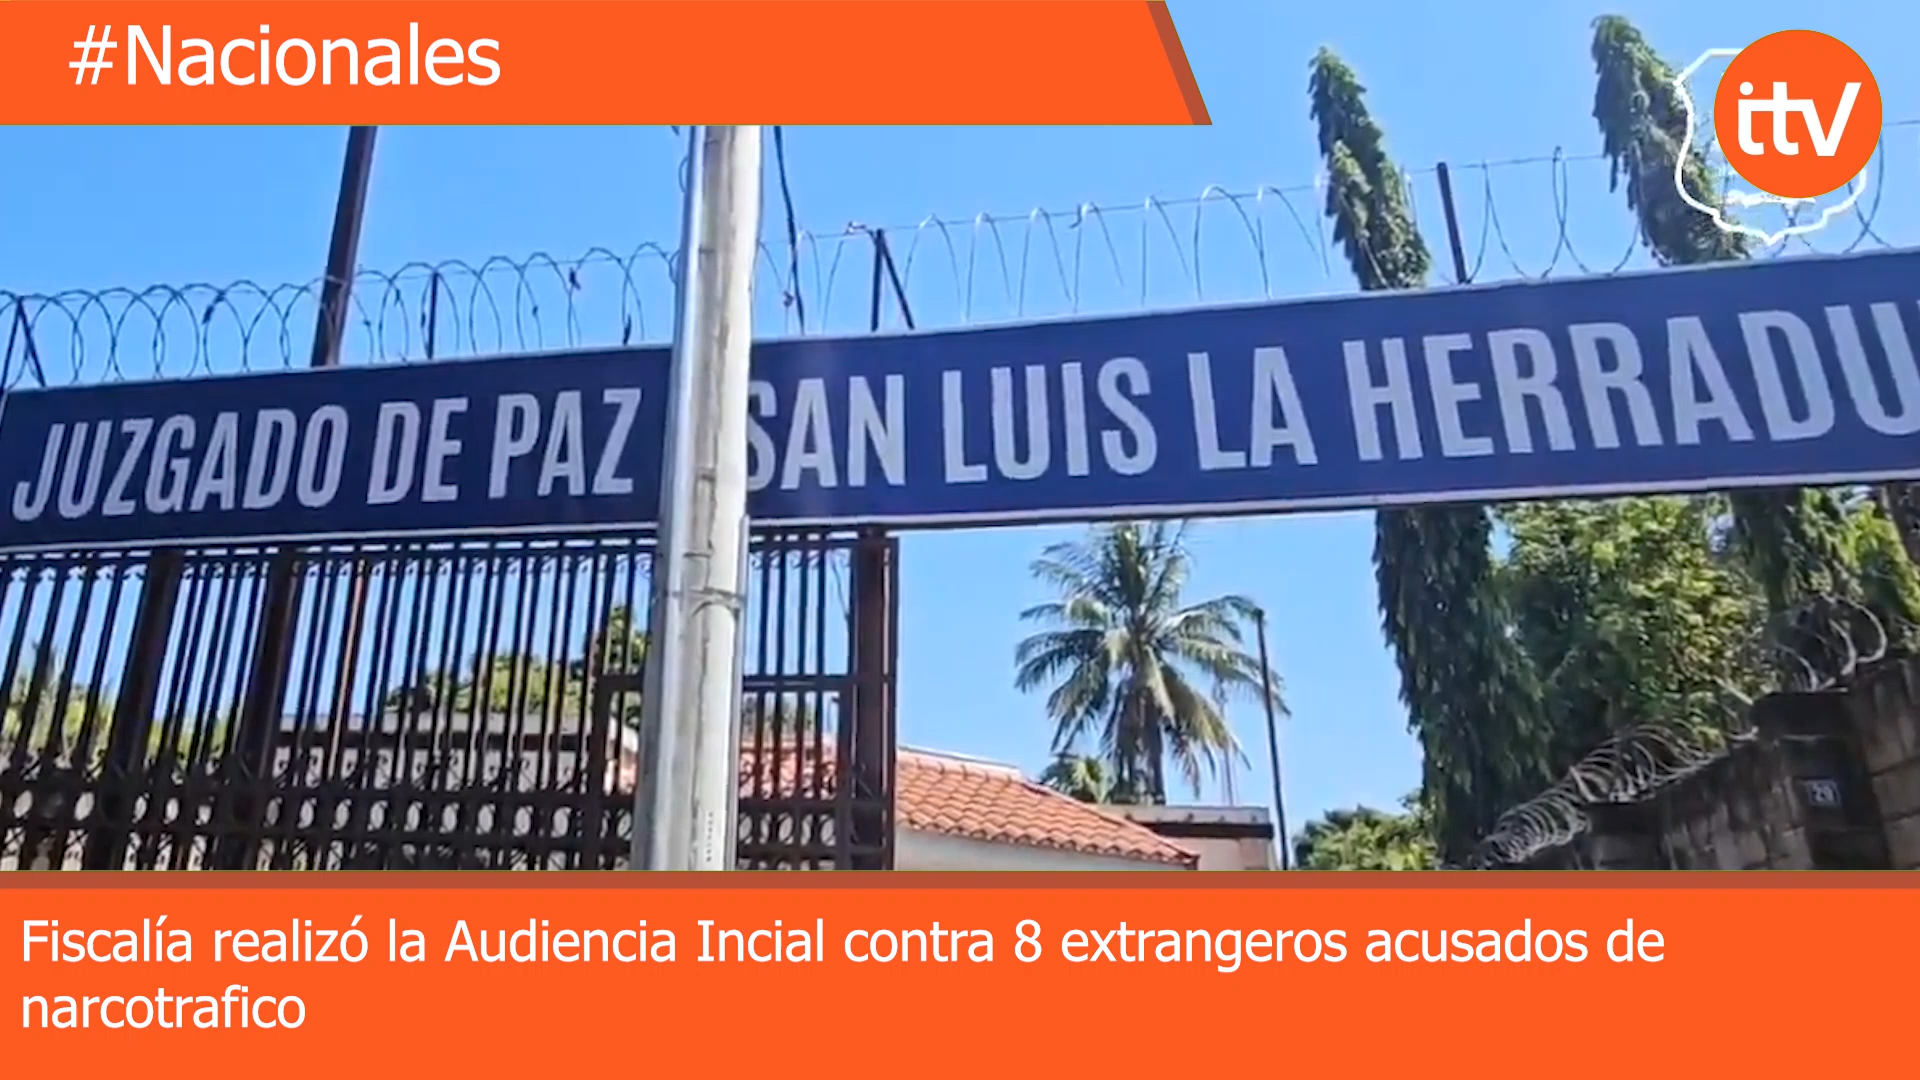 #Nacionales
itv
JUZGADO DE PAZ SAN LUIS LA HERRADU
29
Fiscalía realizó la Audiencia Incial contra 8 extrangeros acusados de
narcotrafico